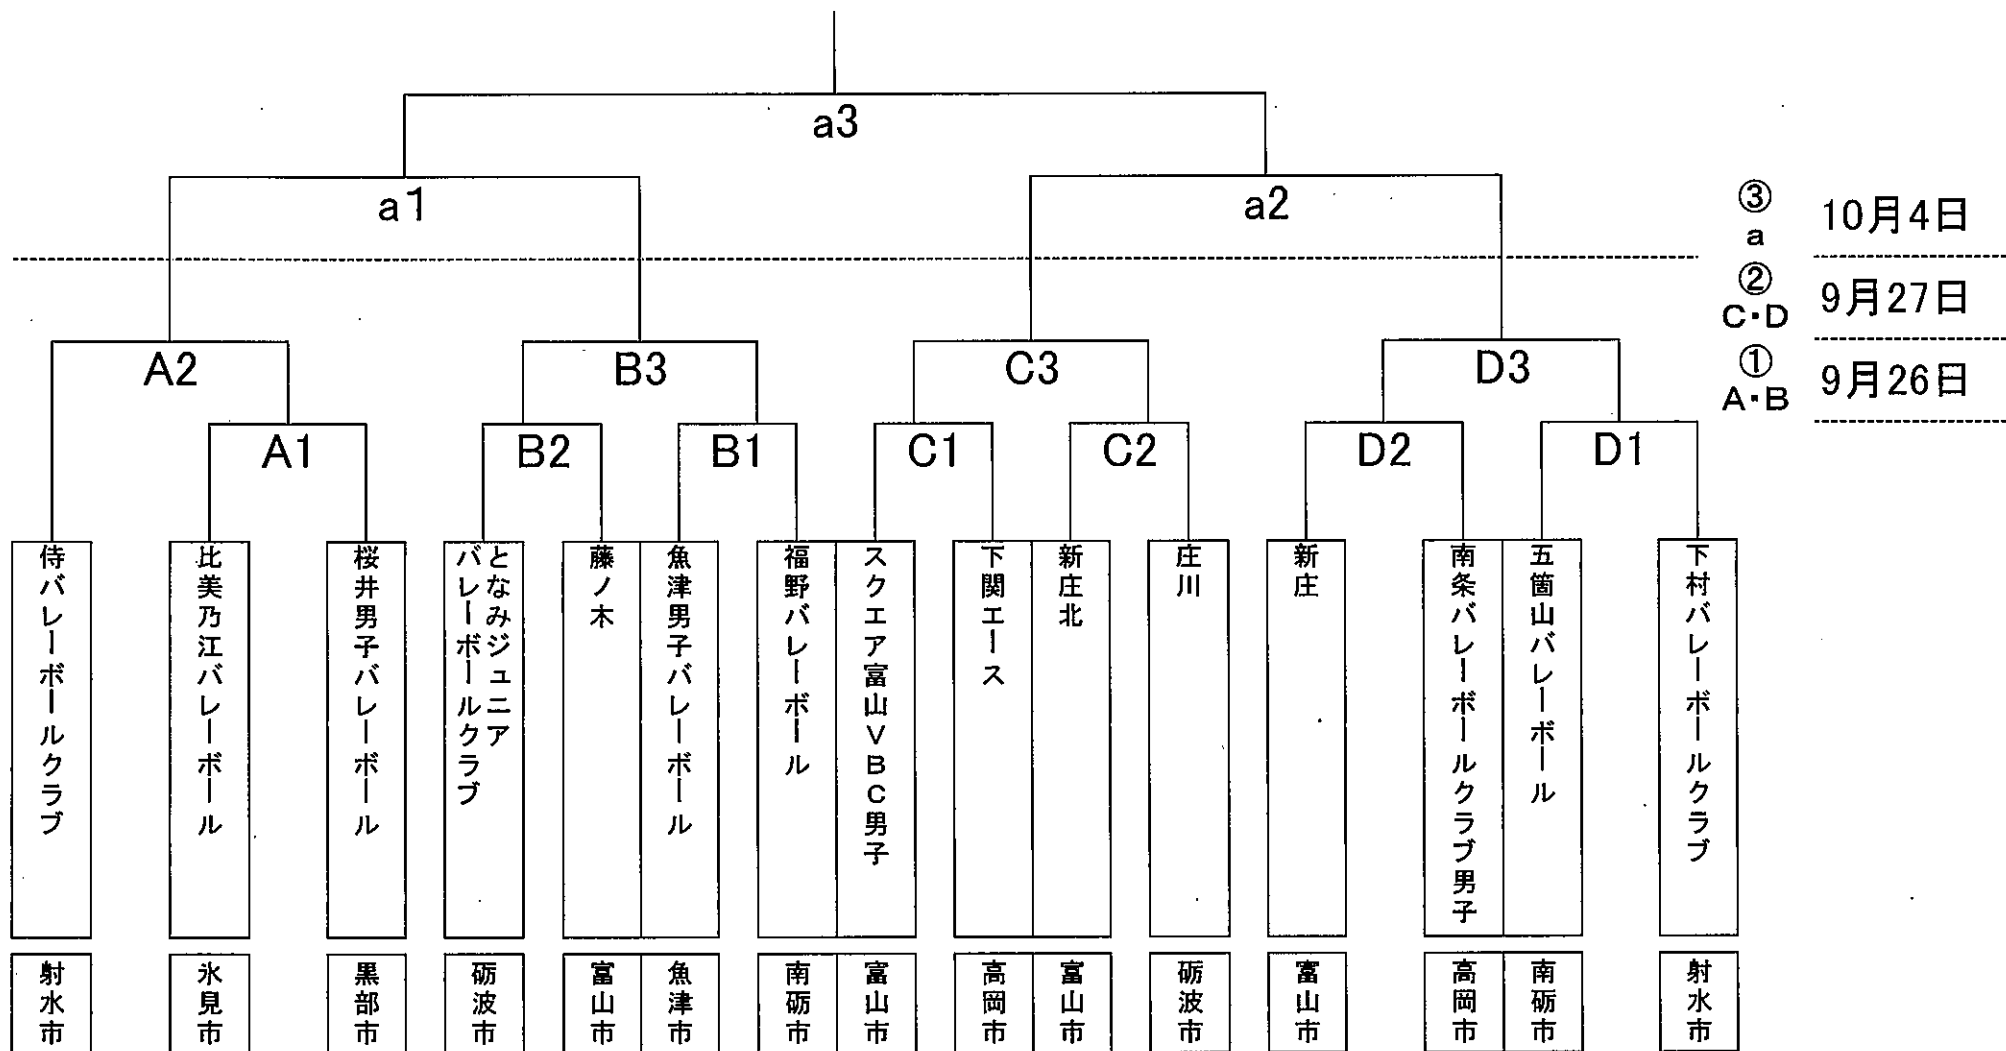 a3
a1
a2
③
a
10月4日
②
C・D
9月27日
①
A・B
9月26日
A2
B3
C3
D3
A1
B2
B1
C1
C2
D2
D1
侍バレーボールクラブ
比美乃江バレーボール
桜井男子バレーボール
となみジュニア
バレーボールクラブ
藤ノ木
魚津男子バレーボール
福野バレーボール
スクエア富山VBC男子
下関エース
新庄北
庄川
新庄
南条バレーボールクラブ男子
五箇山バレーボール
下村バレーボールクラブ
射水市
氷見市
黒部市
砺波市
富山市
魚津市
南砺市
富山市
高岡市
富山市
砺波市
富山市
高岡市
南砺市
射水市